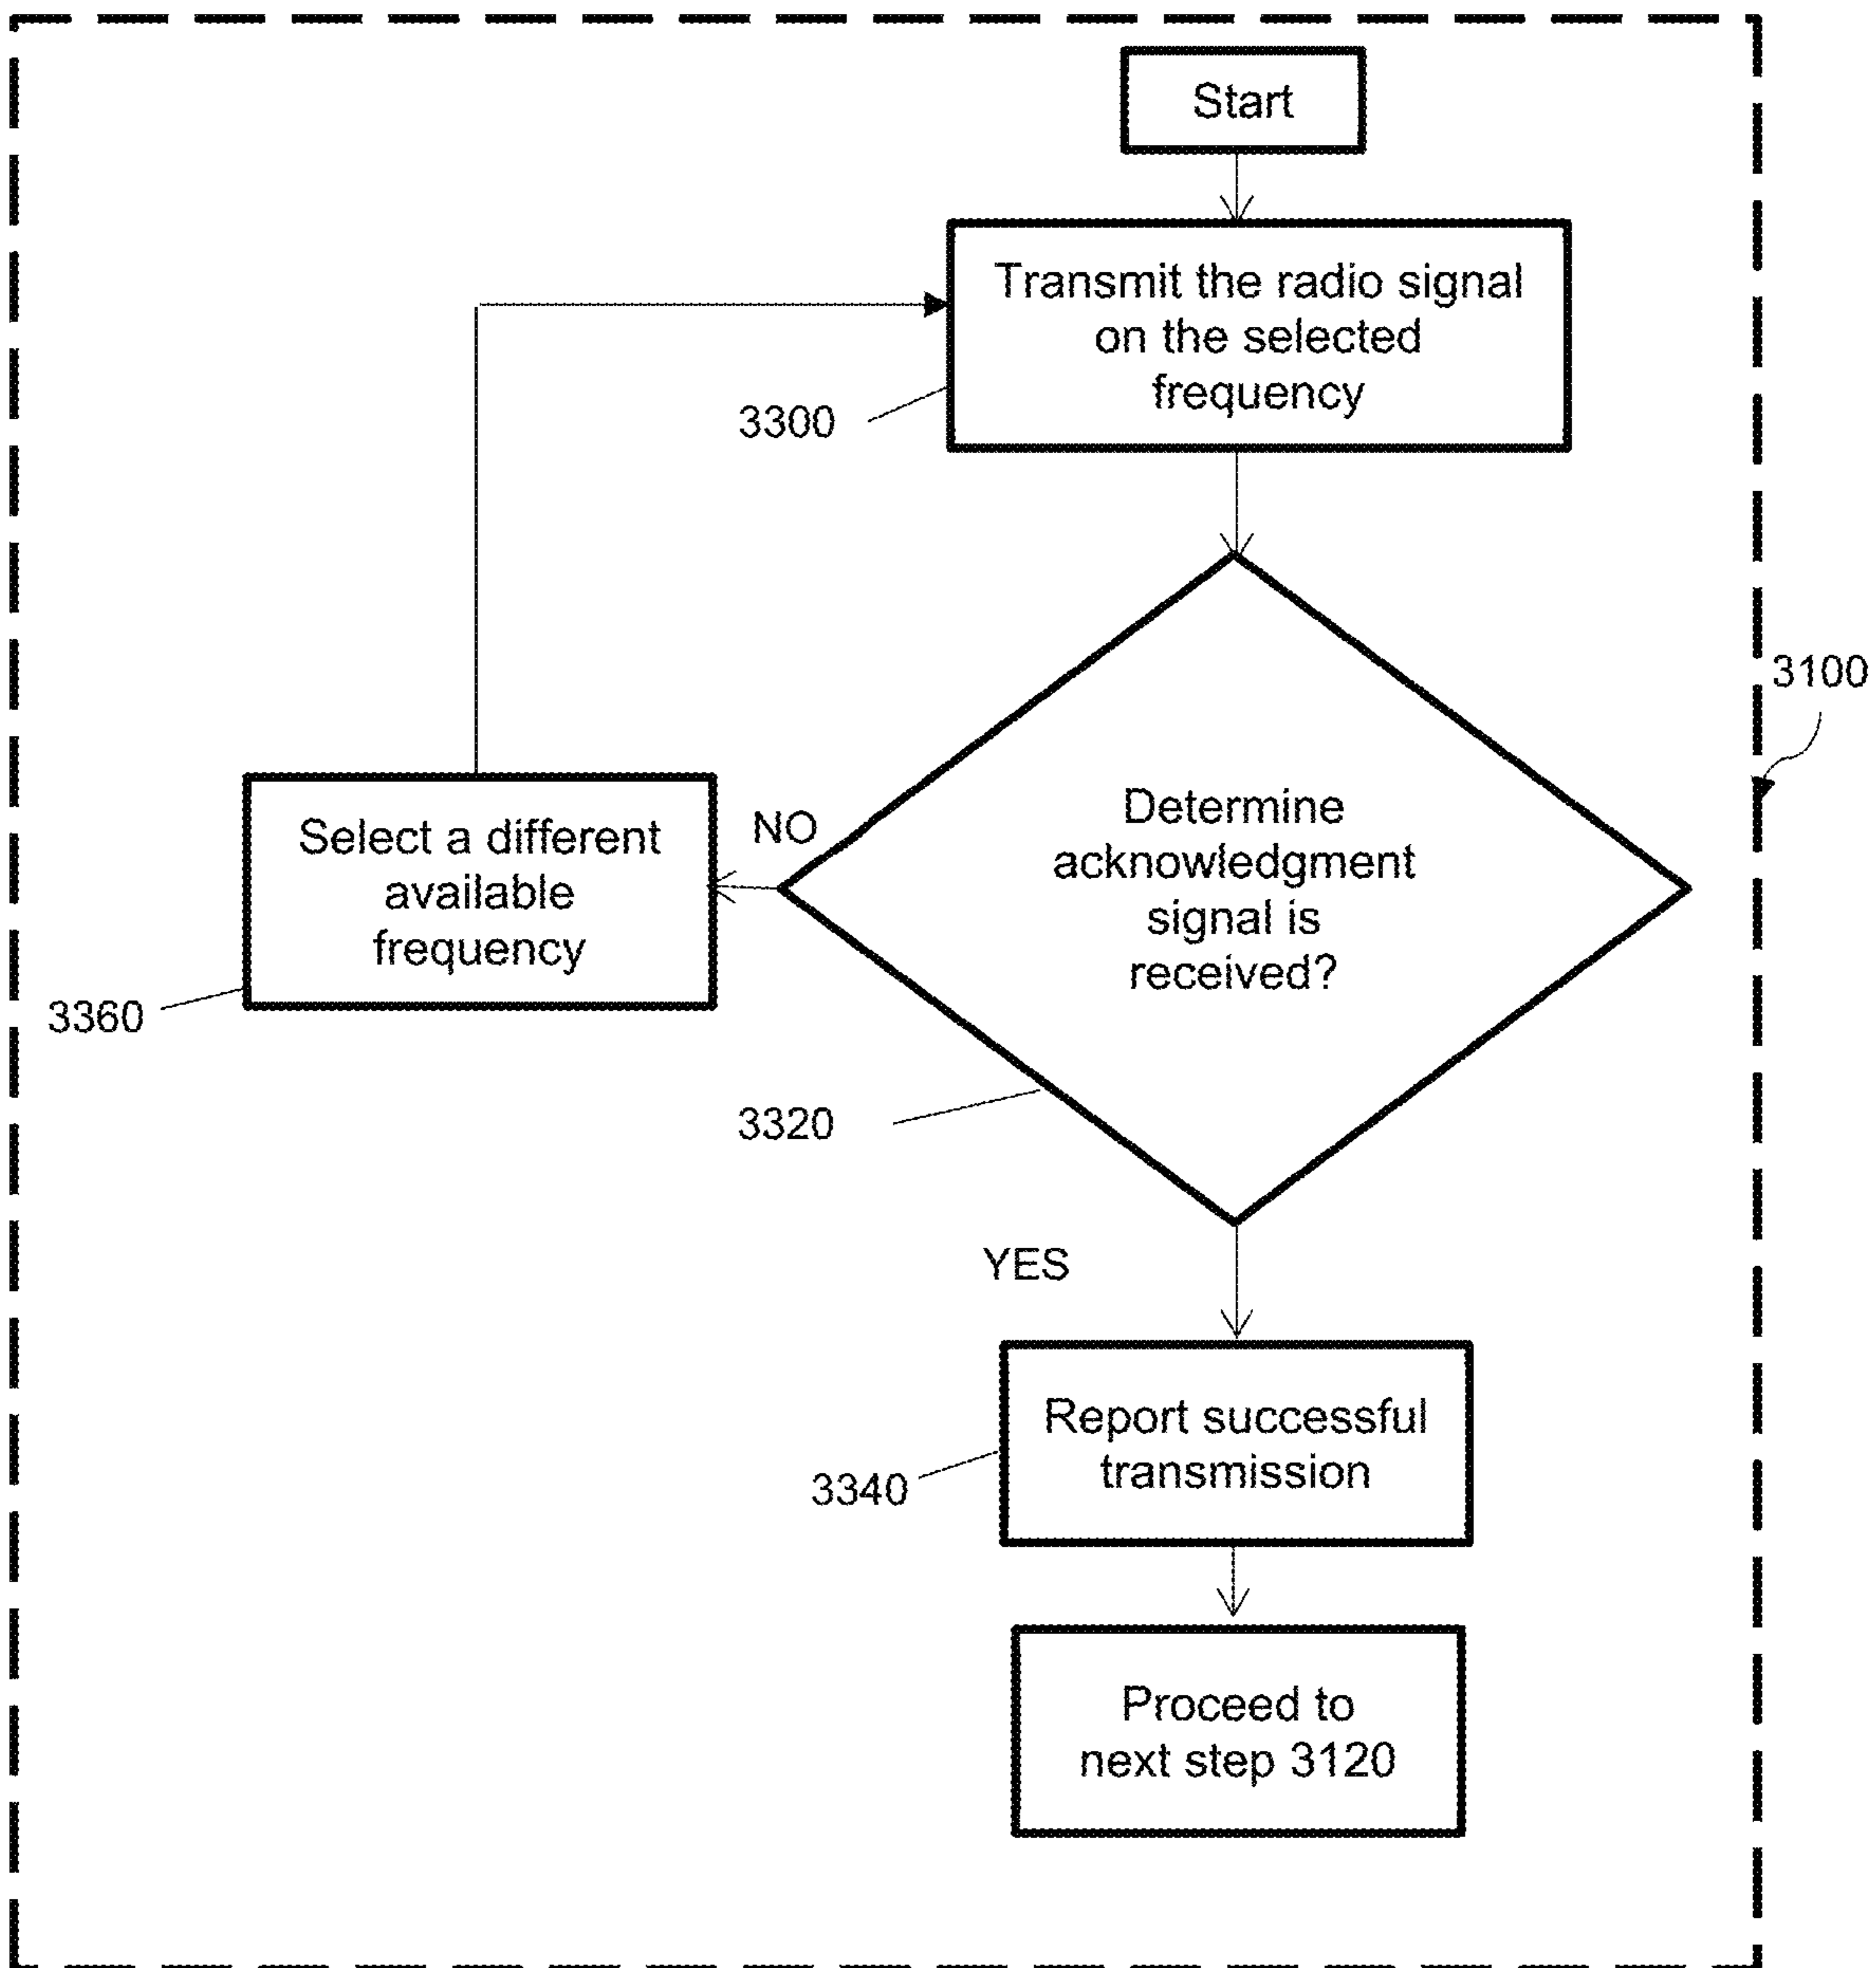 Start
Transmit the radio signal
on the selected
frequency
3300
3100
Determine
acknowledgment
signal is
received?
NO
Select a different
available
frequency
3360
3320
YES
Report successful
transmission
3340
Proceed to
next step 3120